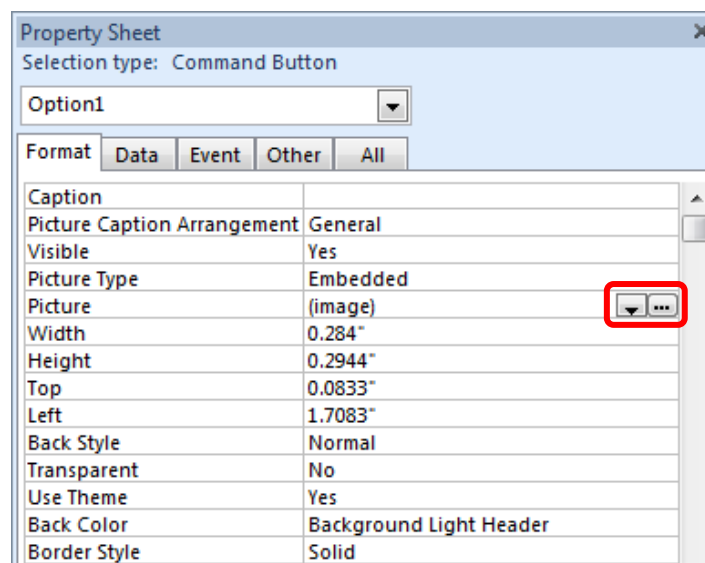 Property Sheet
Selection type: Command Button
Option1
Format Data Event Other All
Caption
Picture Caption Arrangement General
Visible Yes
Picture Type Embedded
Picture (image)
Width 0.284"
Height 0.2944"
Top 0.0833"
Left 1.7083"
Back Style Normal
Transparent No
Use Theme Yes
Back Color Background Light Header
Border Style Solid